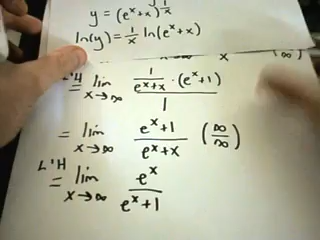 y = (e^x + x)^{1/x}
ln(y) = 1/x ln(e^x + x)
L'H = lim x→∞ (1/(e^x + x) · (e^x + 1)) / 1
= lim x→∞ (e^x + 1)/(e^x + x) (∞/∞)
L'H = lim x→∞ e^x/(e^x + 1)